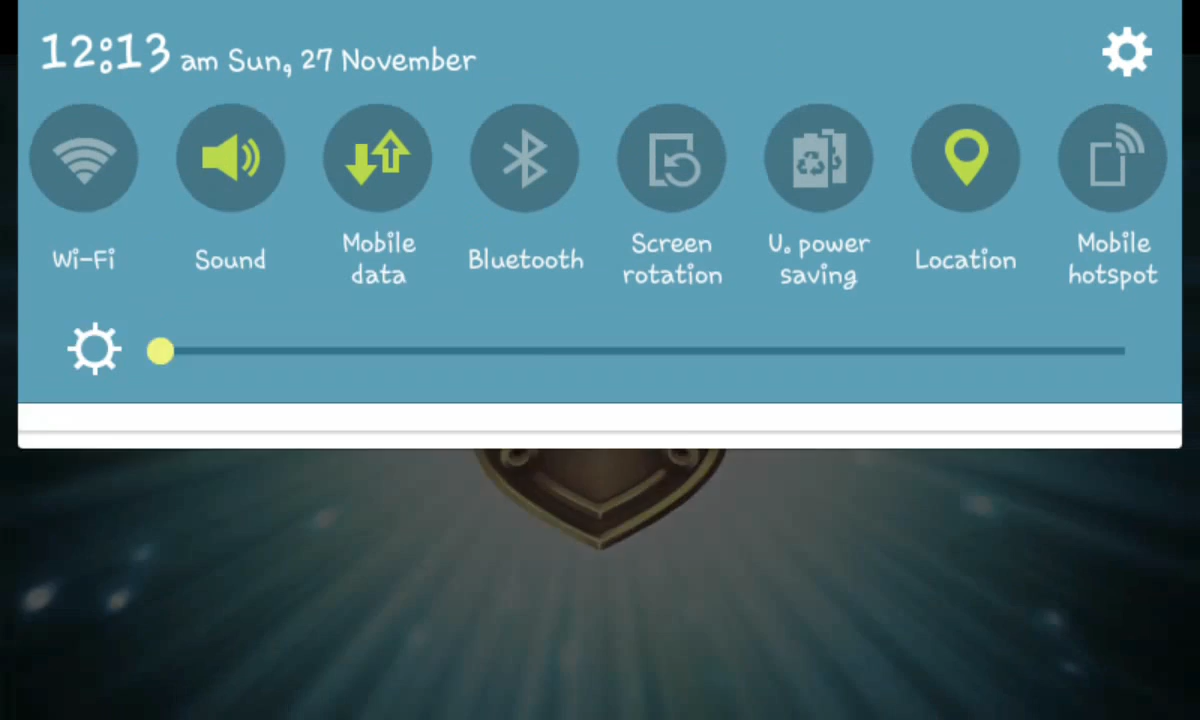 12:13 am Sun, 27 November
Wi-Fi
Sound
Mobile
data
Bluetooth
Screen
rotation
U. power
saving
Location
Mobile
hotspot